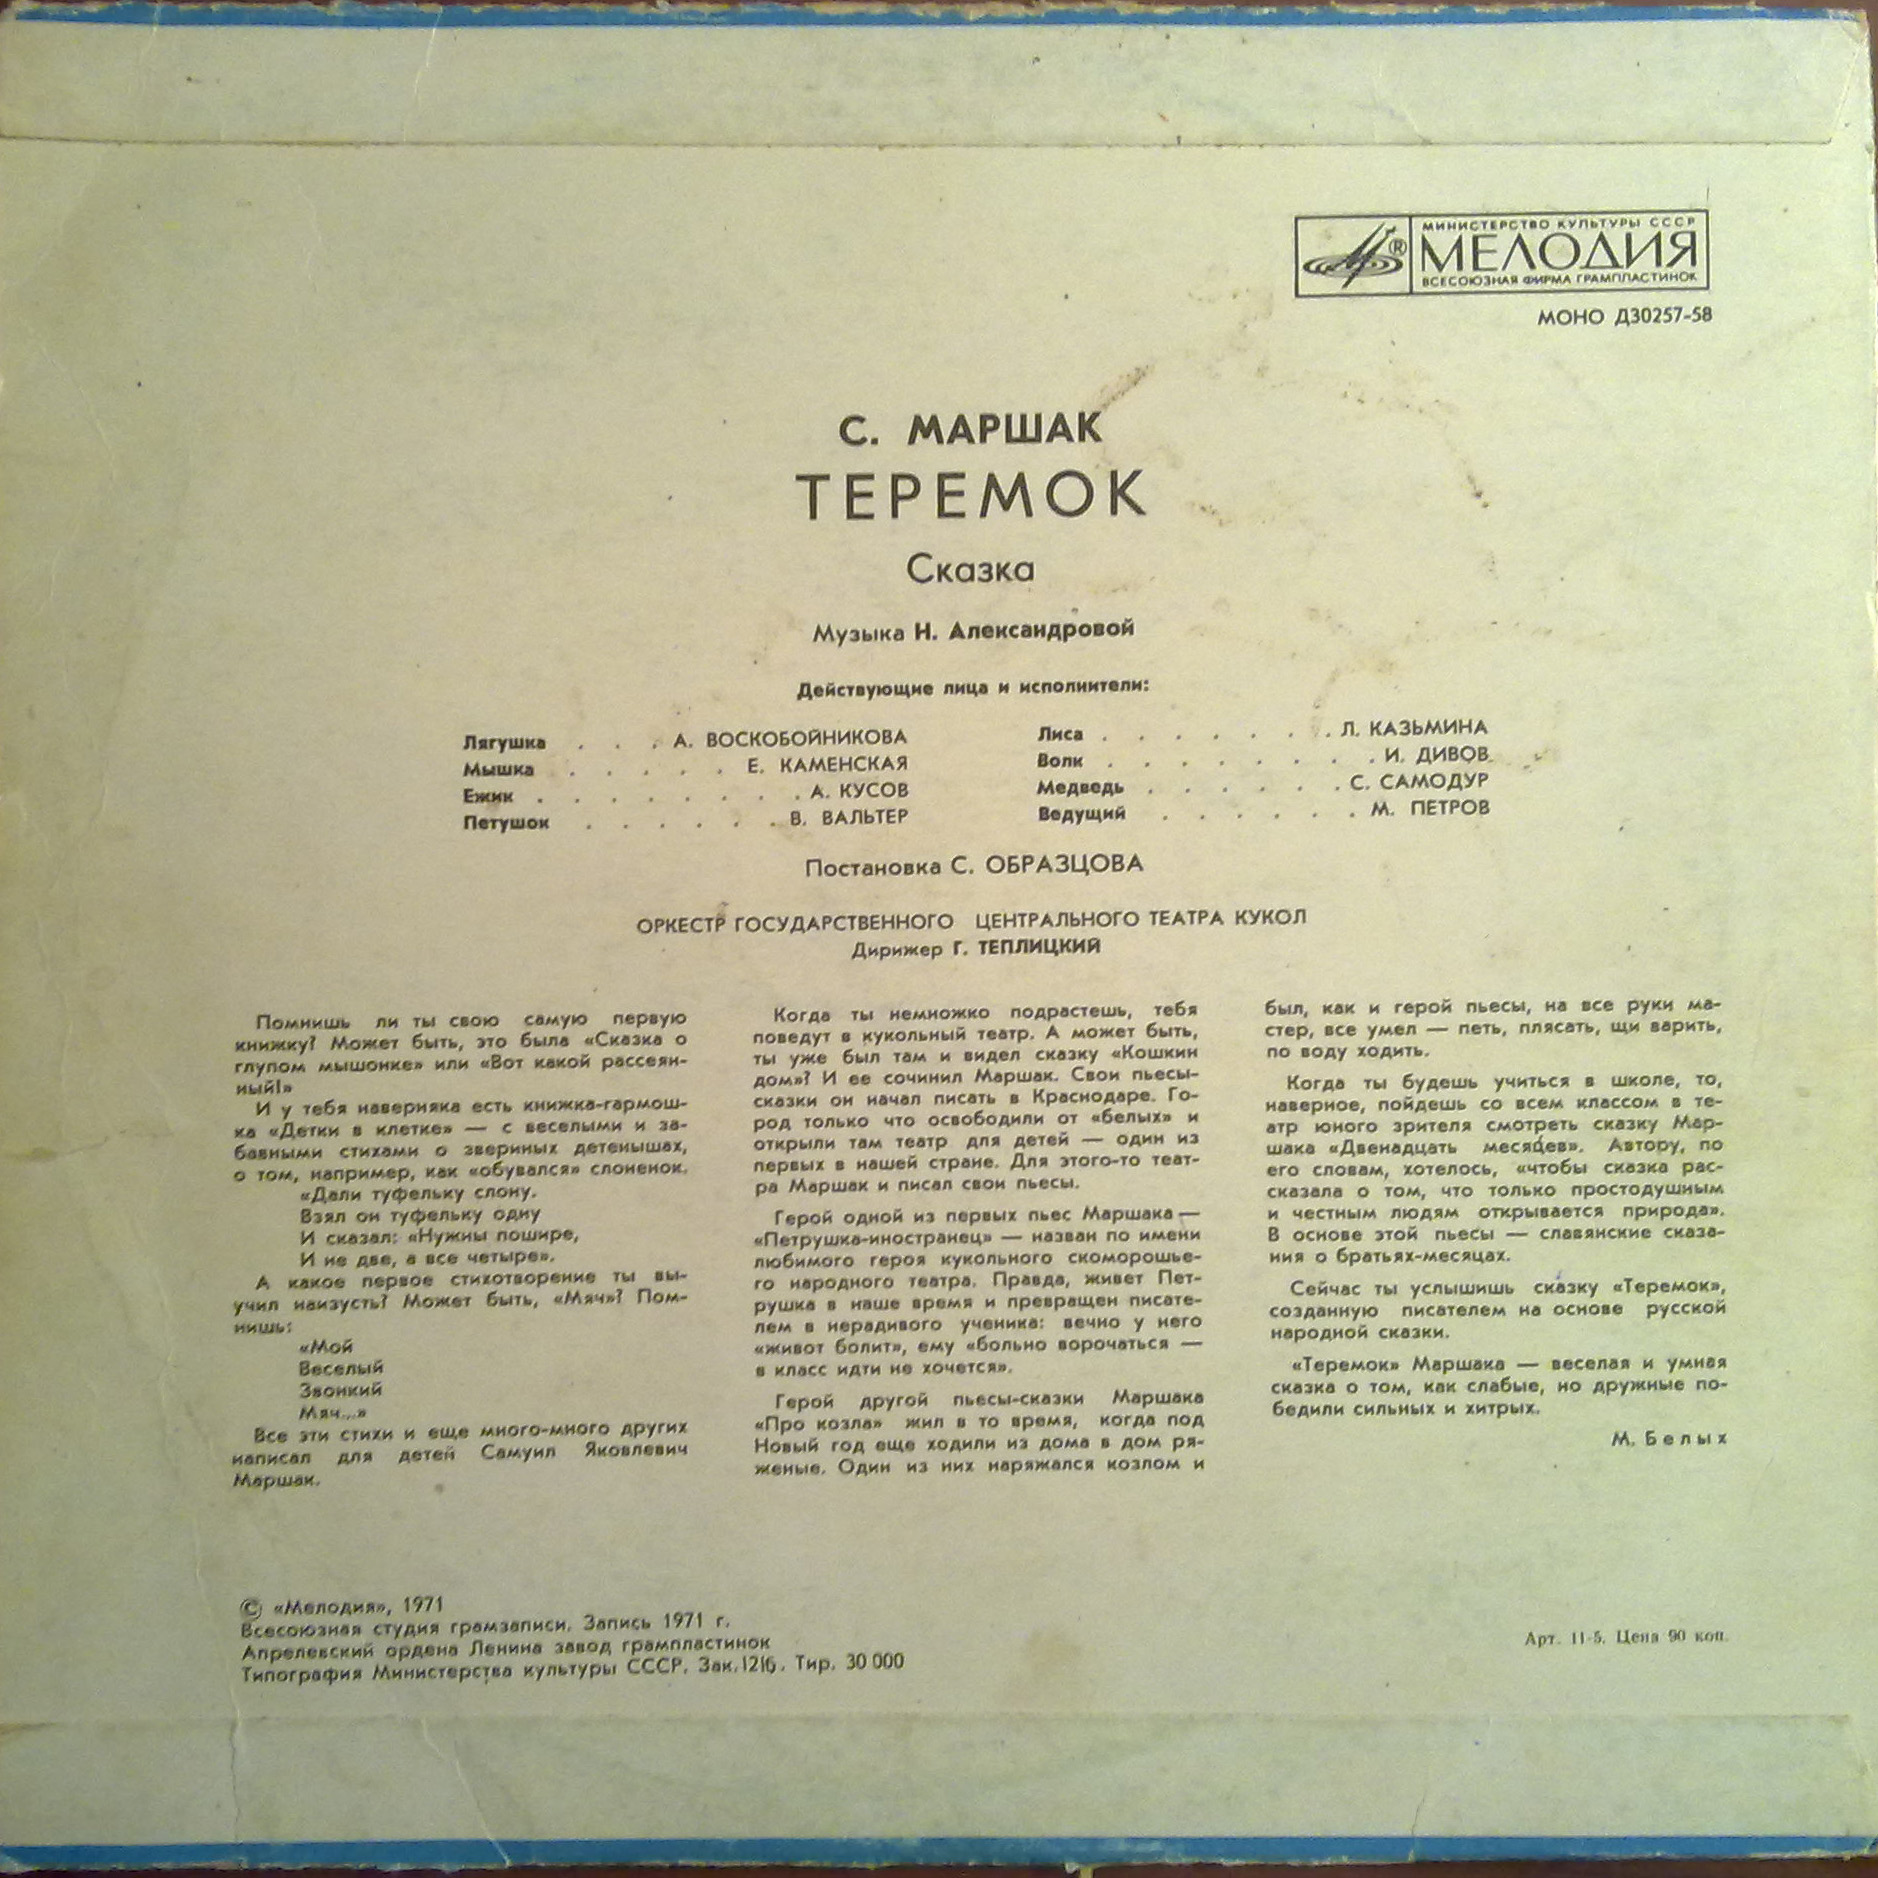 МИНИСТЕРСТВО КУЛЬТУРЫ СССР
МЕЛОДИЯ
ВСЕСОЮЗНАЯ ФИРМА ГРАМПЛАСТИНОК
МОНО Д30257-58
С. МАРШАК
ТЕРЕМОК
Сказка
Музыка Н. Александровой
Действующие лица и исполнители:
Лягушка . . . А. ВОСКОБОЙНИКОВА
Мышка . . . . . Е. КАМЕНСКАЯ
Ежик . . . . . . . . А. КУСОВ
Петушок . . . . . . В. ВАЛЬТЕР
Лиса . . . . . . . Л. КАЗЬМИНА
Волк . . . . . . . . И. ДИВОВ
Медведь . . . . . . С. САМОДУР
Ведущий . . . . . . М. ПЕТРОВ
Постановка С. ОБРАЗЦОВА
ОРКЕСТР ГОСУДАРСТВЕННОГО ЦЕНТРАЛЬНОГО ТЕАТРА КУКОЛ
Дирижер Г. ТЕПЛИЦКИЙ
Помнишь ли ты свою самую первую
книжку? Может быть, это была «Сказка о
глупом мышонке» или «Вот какой рассеян-
ный!»
И у тебя наверняка есть книжка-гармош-
ка «Детки в клетке» — с веселыми и за-
бавными стихами о звериных детенышах,
о том, например, как «обувался» слоненок.
«Дали туфельку слону.
Взял он туфельку одну
И сказал: «Нужны пошире,
И не две, а все четыре».
А какое первое стихотворение ты вы-
учил наизусть? Может быть, «Мяч»? Пом-
нишь:
«Мой
Веселый
Звонкий
Мяч...»
Все эти стихи и еще много-много других
написал для детей Самуил Яковлевич
Маршак.
Когда ты немножко подрастешь, тебя
поведут в кукольный театр. А может быть,
ты уже был там и видел сказку «Кошкин
дом»? И ее сочинил Маршак. Свои пьесы-
сказки он начал писать в Краснодаре. Го-
род только что освободили от «белых» и
открыли там театр для детей — один из
первых в нашей стране. Для этого-то теат-
ра Маршак и писал свои пьесы.
Герой одной из первых пьес Маршака —
«Петрушка-иностранец» — назван по имени
любимого героя кукольного скоморошье-
го народного театра. Правда, живет Пет-
рушка в наше время и превращен писате-
лем в нерадивого ученика: вечно у него
«живот болит», ему «больно ворочаться —
в класс идти не хочется».
Герой другой пьесы-сказки Маршака
«Про козла» жил в то время, когда под
Новый год еще ходили из дома в дом ря-
женые. Один из них наряжался козлом и
был, как и герой пьесы, на все руки ма-
стер, все умел — петь, плясать, щи варить,
по воду ходить.
Когда ты будешь учиться в школе, то,
наверное, пойдешь со всем классом в те-
атр юного зрителя смотреть сказку Мар-
шака «Двенадцать месяцев». Автору, по
его словам, хотелось, «чтобы сказка рас-
сказала о том, что только простодушным
и честным людям открывается природа».
В основе этой пьесы — славянские сказа-
ния о братьях-месяцах.
Сейчас ты услышишь сказку «Теремок»,
созданную писателем на основе русской
народной сказки.
«Теремок» Маршака — веселая и умная
сказка о том, как слабые, но дружные по-
бедили сильных и хитрых.
М. Белых
© «Мелодия», 1971
Всесоюзная студия грамзаписи. Запись 1971 г.
Апрелевский ордена Ленина завод грампластинок
Типография Министерства культуры СССР. Зак. 1216. Тир. 30 000
Арт. 11-5. Цена 90 коп.